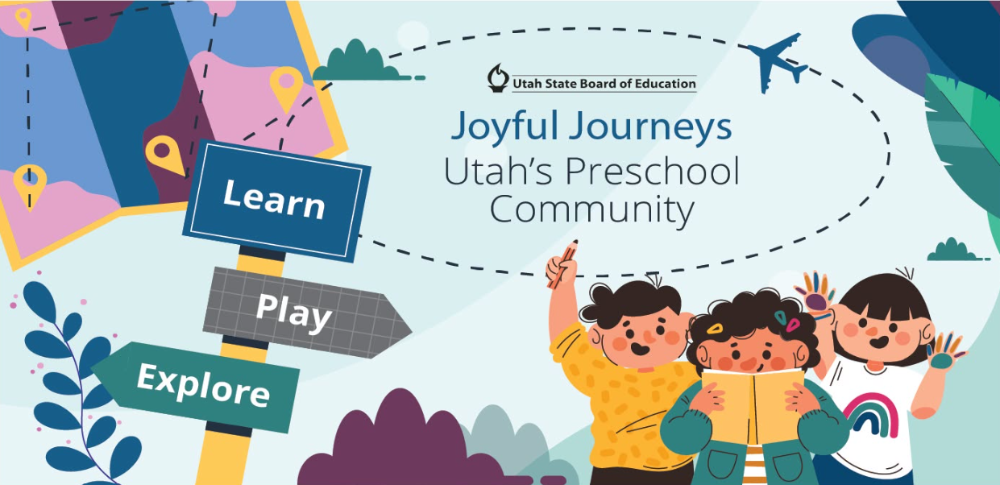 Utah State Board of Education
Joyful Journeys
Utah's Preschool
Community
Learn
Play
Explore